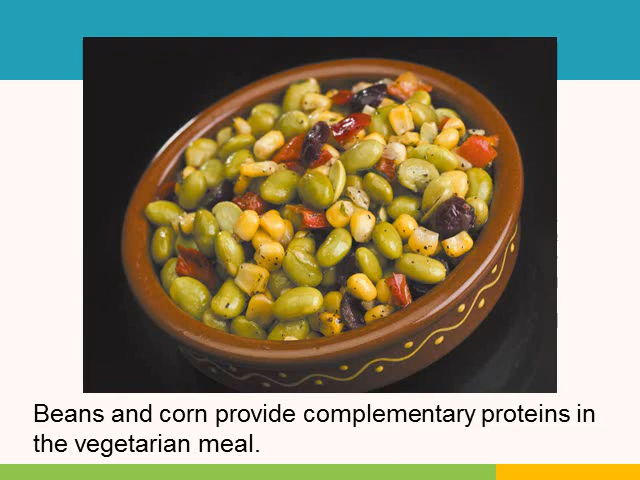 Beans and corn provide complementary proteins in
the vegetarian meal.